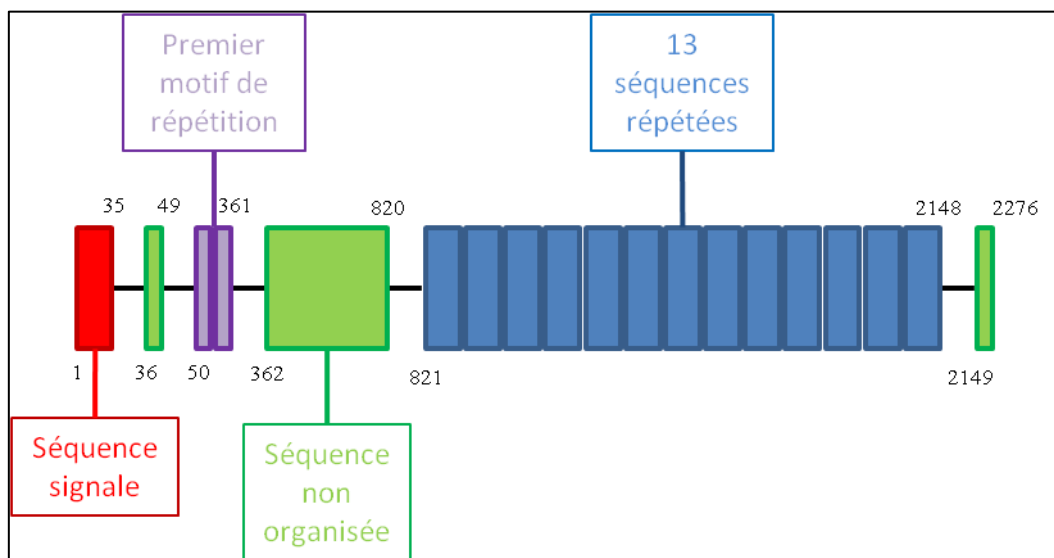 Premier
motif de
répétition
13
séquences
répétées
35 49 361 820 2148 2276
1 36 50 362 821 2149
Séquence
signale
Séquence
non
organisée